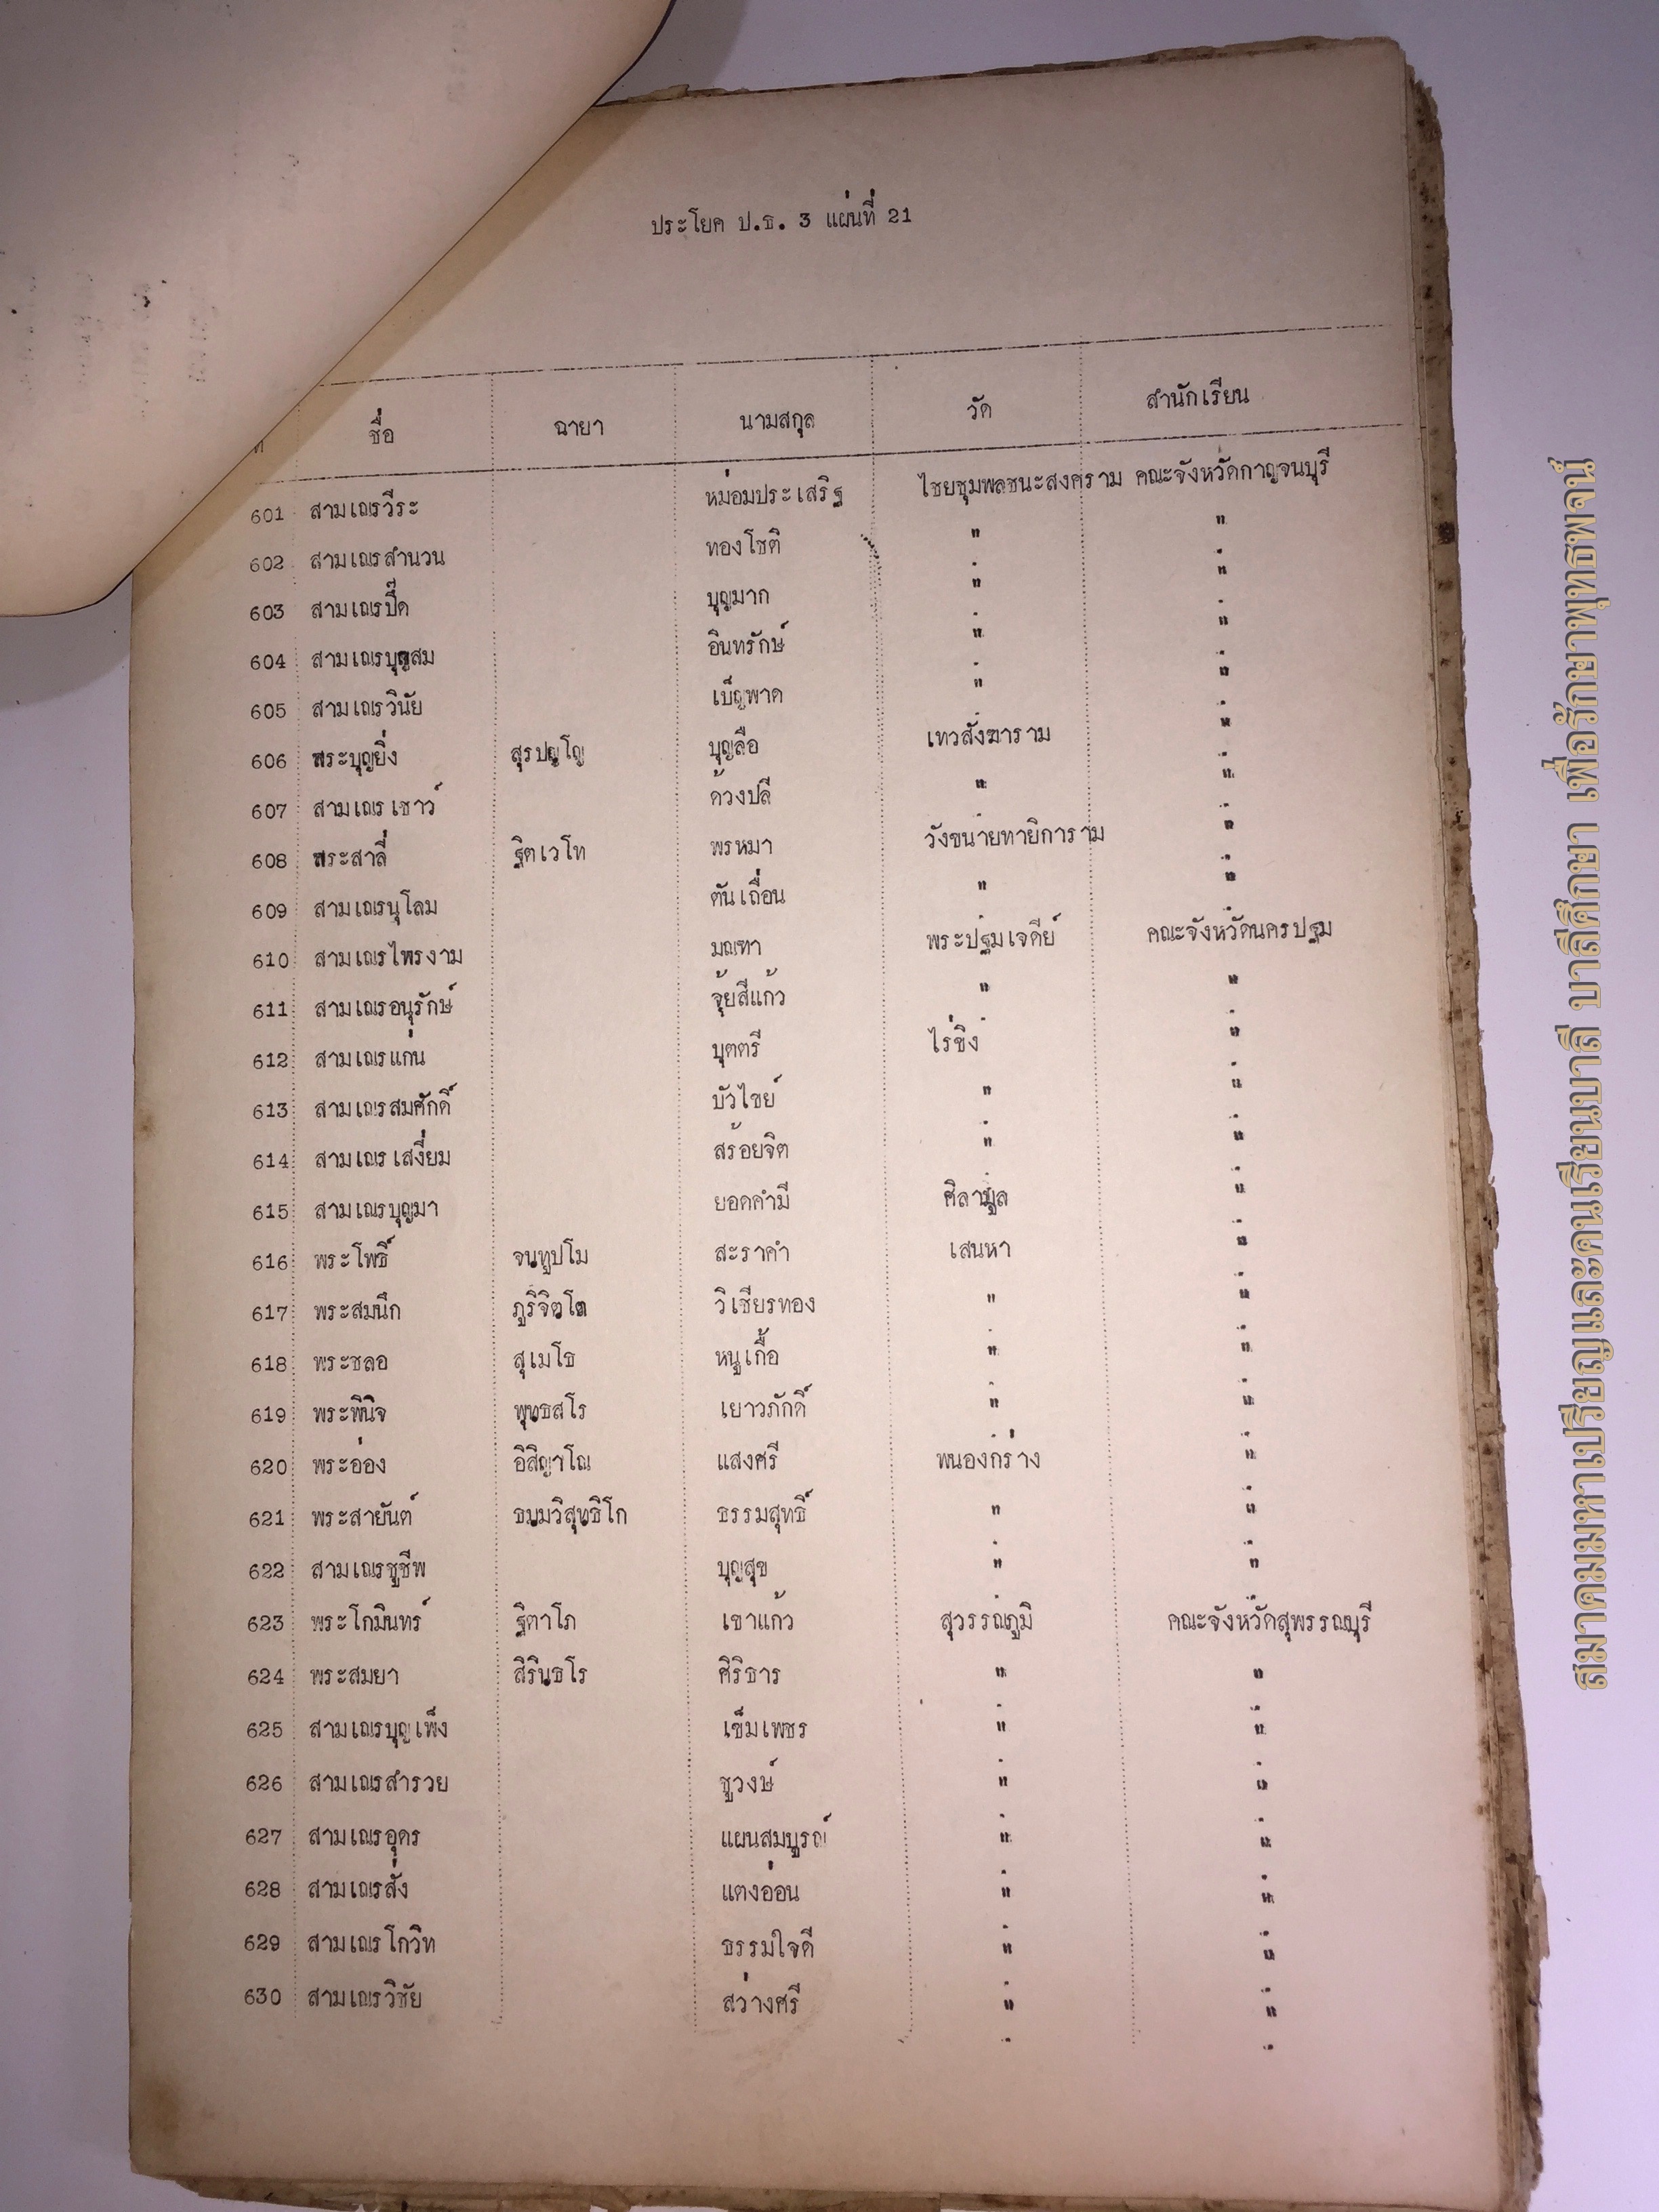 ประโยค ป.ธ. 3 แผ่นที่ 21
ที่ ชื่อ ฉายา นามสกุล วัด สำนักเรียน
601 สามเณรวีระ หม่อมประเสริฐ ไชยชุมพลชนะสงคราม คณะจังหวัดกาญจนบุรี
602 สามเณรสำนวน ทองโชติ " "
603 สามเณรปิ๊ด บุญมาก " "
604 สามเณรบุญสม อินทรักษ์ " "
605 สามเณรวินัย เบ็ญพาด " "
606 พระบุญยิ่ง สุรปญฺโญ บุญลือ เทวสังฆาราม "
607 สามเณรเชาว์ ด้วงปลี " "
608 พระสาลี่ ฐิตเวโท พรหมา วังขนายทายิการาม "
609 สามเณรนุโลม ตันเถื่อน " "
610 สามเณรไพรงาม มณฑา พระปฐมเจดีย์ คณะจังหวัดนครปฐม
611 สามเณรอนุรักษ์ จุ้ยสีแก้ว " "
612 สามเณรแก่น บุตตรี ไร่ขิง "
613 สามเณรสมศักดิ์ บัวไขย์ " "
614 สามเณรเสงี่ยม สร้อยจิต " "
615 สามเณรบุญมา ยอดคำมี ศิลามูล "
616 พระโพธิ์ จนฺทูปโม สะราคำ เสนหา "
617 พระสมนึก ภูริจิตฺโต วิเชียรทอง " "
618 พระชลอ สุเมโธ หนูเกื้อ " "
619 พระพินิจ พุทฺธสโร เยาวภักดิ์ " "
620 พระอ่อง อิสิญาโณ แสงศรี พนองกร่าง "
621 พระสายันต์ ธมฺมวิสุทฺธิโก ธรรมสุทธิ์ " "
622 สามเณรชูชีพ บุญสุข " "
623 พระโกมินทร์ ฐิตาโภ เขาแก้ว สุวรรณภูมิ คณะจังหวัดสุพรรณบุรี
624 พระสมยา สิรินฺธโร ศิริธาร " "
625 สามเณรบุญเพ็ง เข็มเพชร " "
626 สามเณรสำรวย ชูวงษ์ " "
627 สามเณรอุดร แผนสมบูรณ์ " "
628 สามเณรสั่ง แตงอ่อน " "
629 สามเณรโกวิท ธรรมใจดี " "
630 สามเณรวิชัย สว่างศรี " "
สมาคมมหาเปรียญและคนเรียนบาลี บาลีศึกษา เพื่อรักษาพุทธพจน์